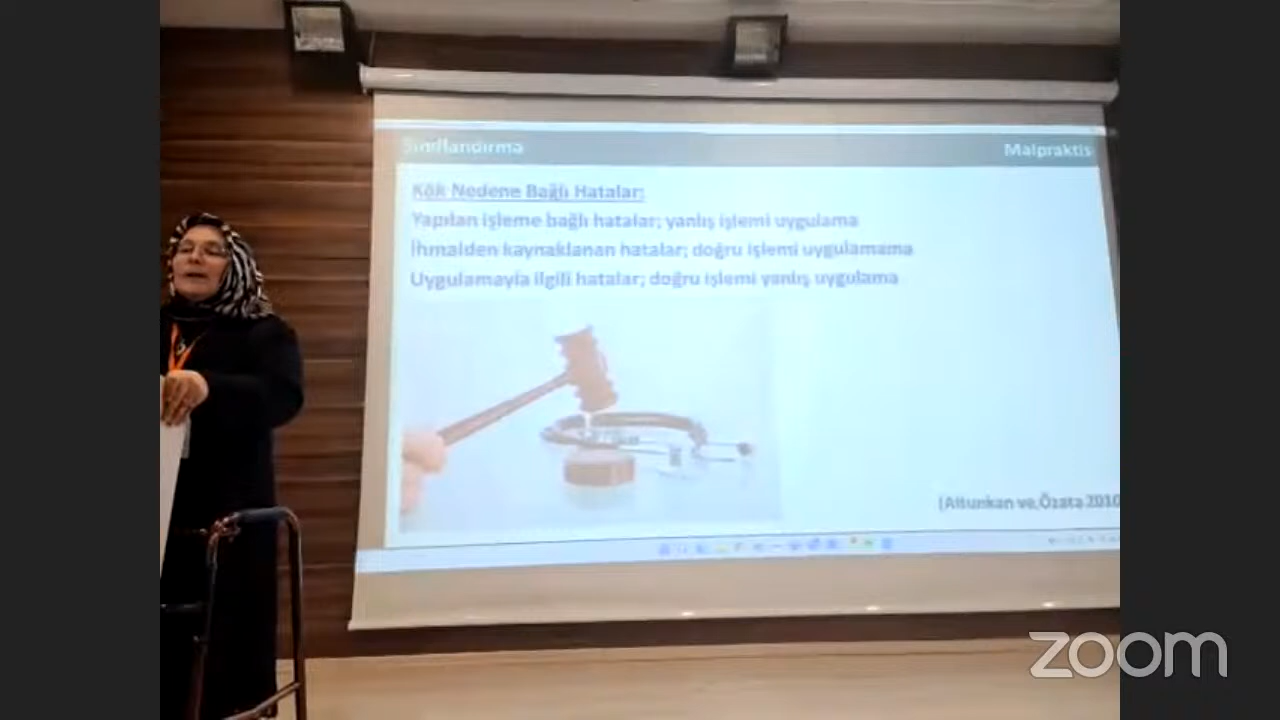 Sınıflandırma
Malpraktis
Kök Nedene Bağlı Hatalar:
Yapılan işleme bağlı hatalar; yanlış işlemi uygulama
İhmalden kaynaklanan hatalar; doğru işlemi uygulamama
Uygulamayla ilgili hatalar; doğru işlemi yanlış uygulama
(Altunkan ve Özata 2010
zoom